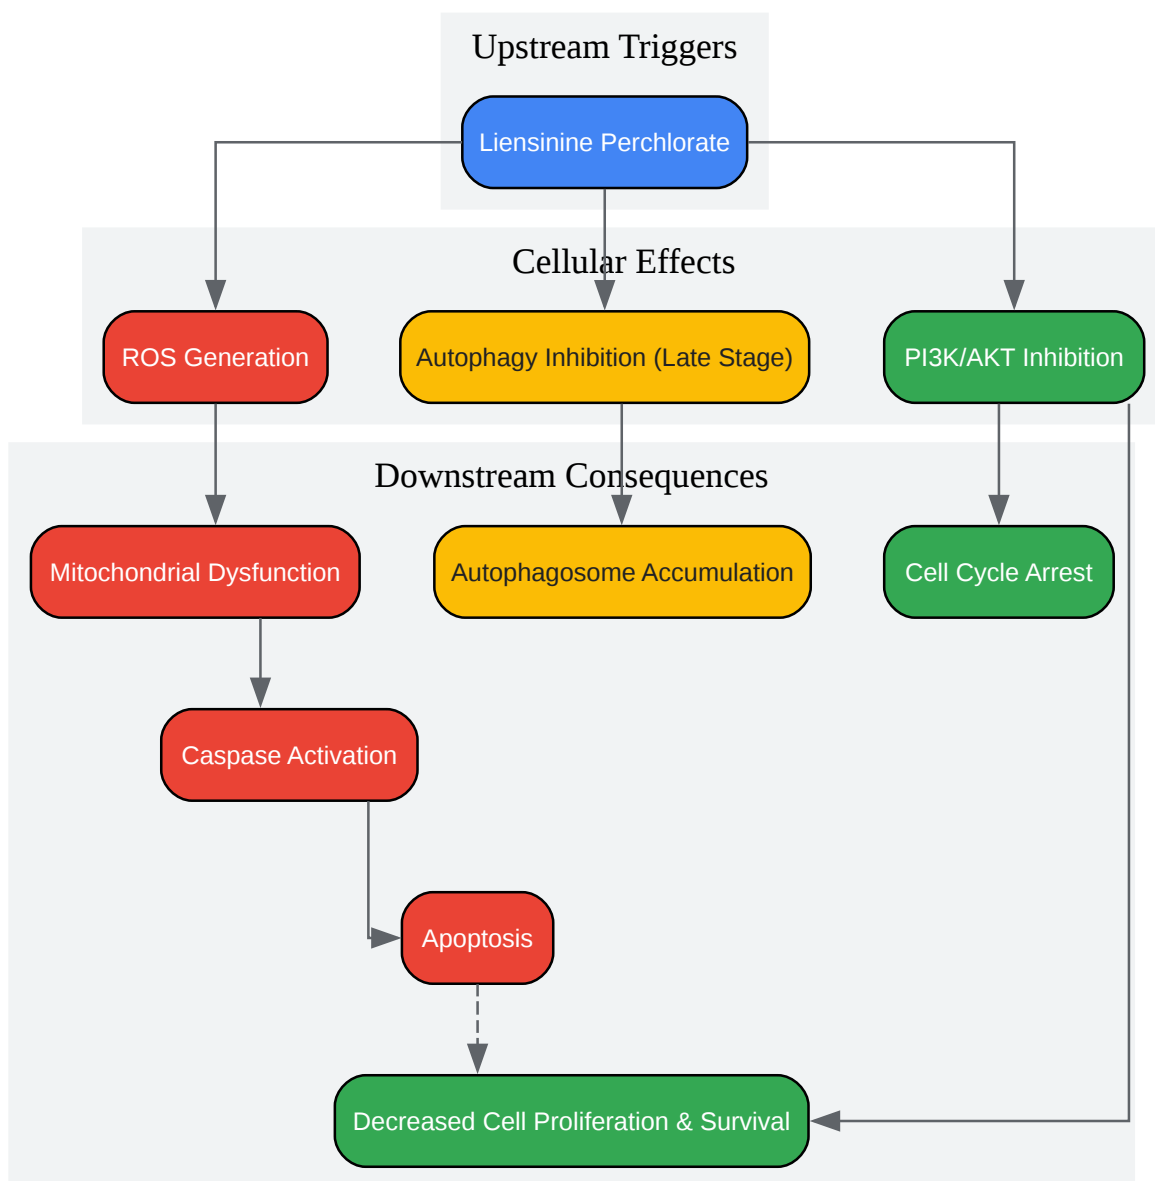 Upstream Triggers
Liensinine Perchlorate
Cellular Effects
ROS Generation
Autophagy Inhibition (Late Stage)
PI3K/AKT Inhibition
Downstream Consequences
Mitochondrial Dysfunction
Autophagosome Accumulation
Cell Cycle Arrest
Caspase Activation
Apoptosis
Decreased Cell Proliferation & Survival